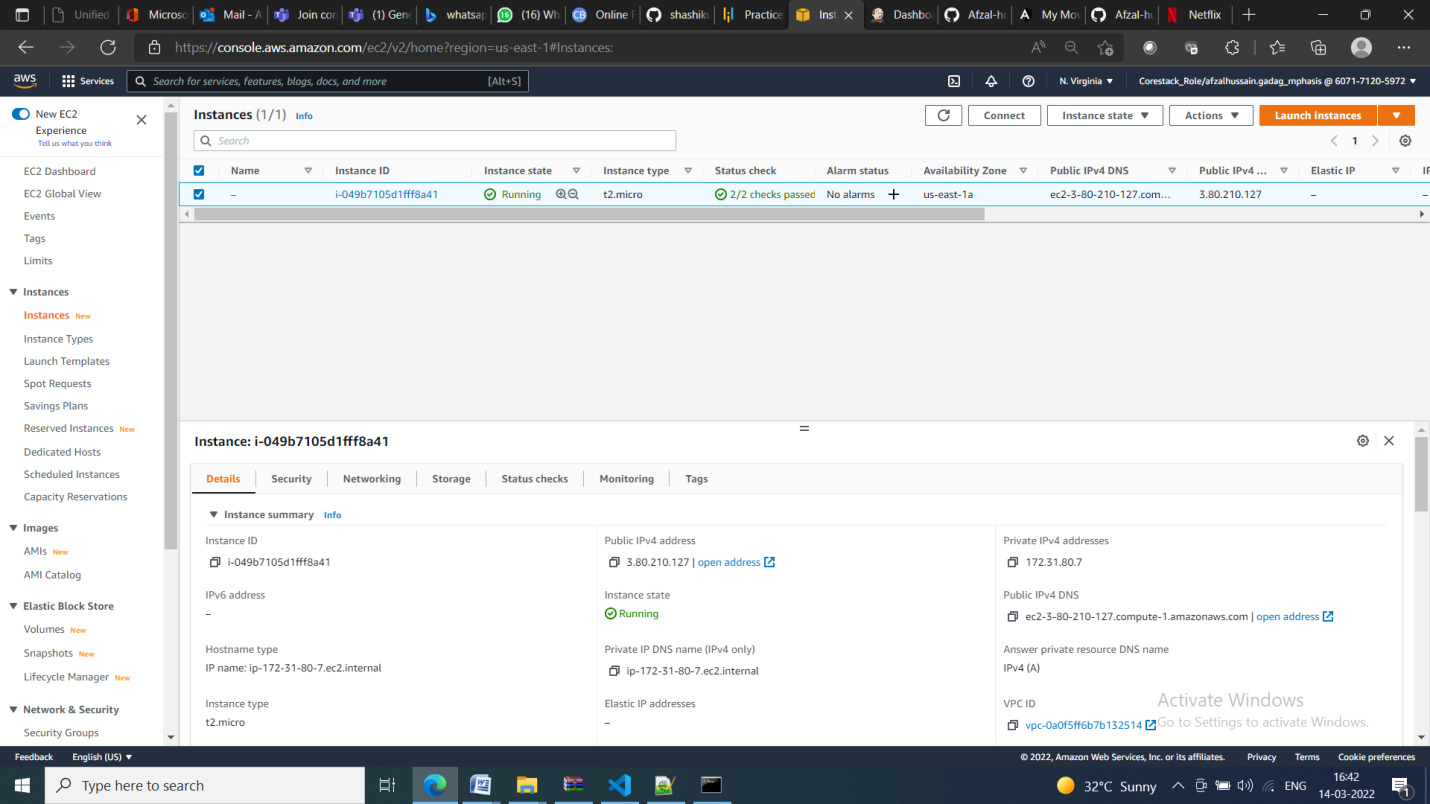 Unified
Microso
Mail - A
Join con
(1) Gene
whatsap
(16) Wh
Online F
shashiku
Practice
Inst
Dashbo
Afzal-hu
My Mov
Afzal-hu
Netflix
https://console.aws.amazon.com/ec2/v2/home?region=us-east-1#Instances:
aws
Services
Search for services, features, blogs, docs, and more [Alt+S]
N. Virginia
Corestack_Role/afzalhussain.gadag_mphasis @ 6071-7120-5972
New EC2
Experience
Tell us what you think
EC2 Dashboard
EC2 Global View
Events
Tags
Limits
Instances
Instances New
Instance Types
Launch Templates
Spot Requests
Savings Plans
Reserved Instances New
Dedicated Hosts
Scheduled Instances
Capacity Reservations
Images
AMIs New
AMI Catalog
Elastic Block Store
Volumes New
Snapshots New
Lifecycle Manager New
Network & Security
Security Groups
Instances (1/1) Info
Connect
Instance state
Actions
Launch instances
Search
1
Name Instance ID Instance state Instance type Status check Alarm status Availability Zone Public IPv4 DNS Public IPv4 ... Elastic IP IP
– i-049b7105d1fff8a41 Running t2.micro 2/2 checks passed No alarms + us-east-1a ec2-3-80-210-127.com... 3.80.210.127 – –
Instance: i-049b7105d1fff8a41
Details Security Networking Storage Status checks Monitoring Tags
Instance summary Info
Instance ID
i-049b7105d1fff8a41
Public IPv4 address
3.80.210.127 | open address
Private IPv4 addresses
172.31.80.7
IPv6 address
–
Instance state
Running
Public IPv4 DNS
ec2-3-80-210-127.compute-1.amazonaws.com | open address
Hostname type
IP name: ip-172-31-80-7.ec2.internal
Private IP DNS name (IPv4 only)
ip-172-31-80-7.ec2.internal
Answer private resource DNS name
IPv4 (A)
Instance type
t2.micro
Elastic IP addresses
–
VPC ID
vpc-0a0f5ff6b7b132514
Activate Windows
Go to Settings to activate Windows.
Feedback English (US)
© 2022, Amazon Web Services, Inc. or its affiliates. Privacy Terms Cookie preferences
Type here to search
32°C Sunny
ENG
16:42
14-03-2022
1